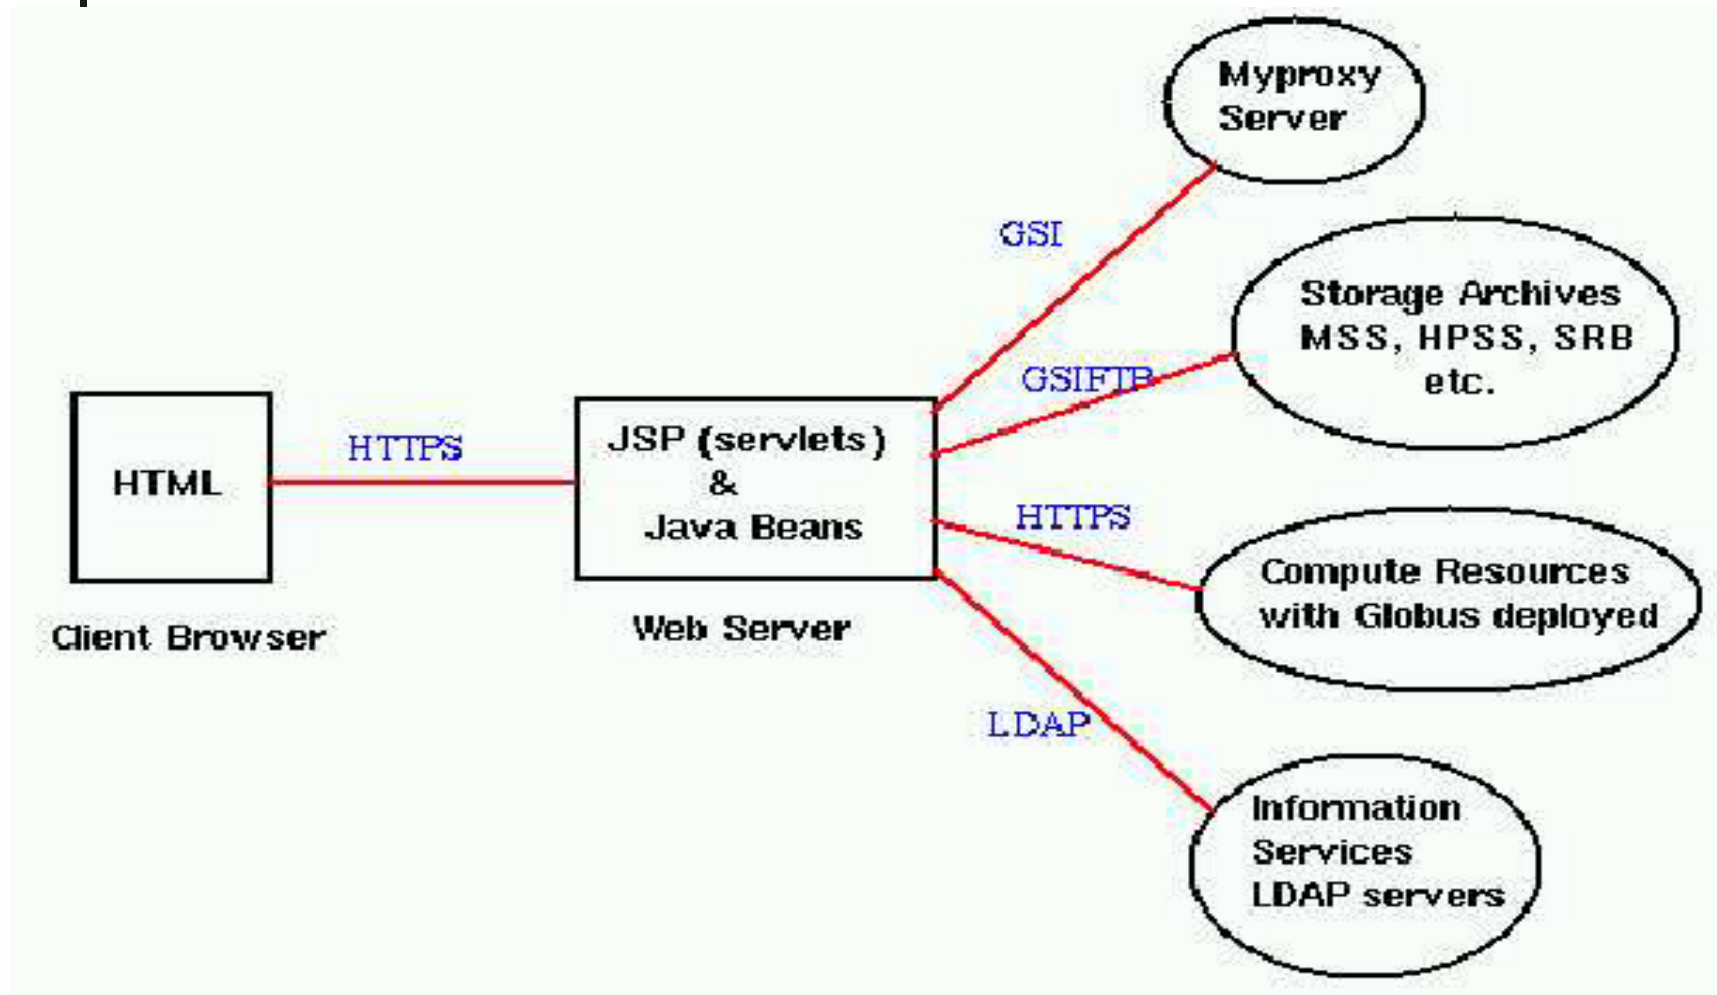 Myproxy
Server
GSI
Storage Archives
MSS, HPSS, SRB
etc.
GSIFTP
HTML
HTTPS
JSP (servlets)
&
Java Beans
HTTPS
Compute Resources
with Globus deployed
Client Browser
Web Server
LDAP
Information
Services
LDAP servers